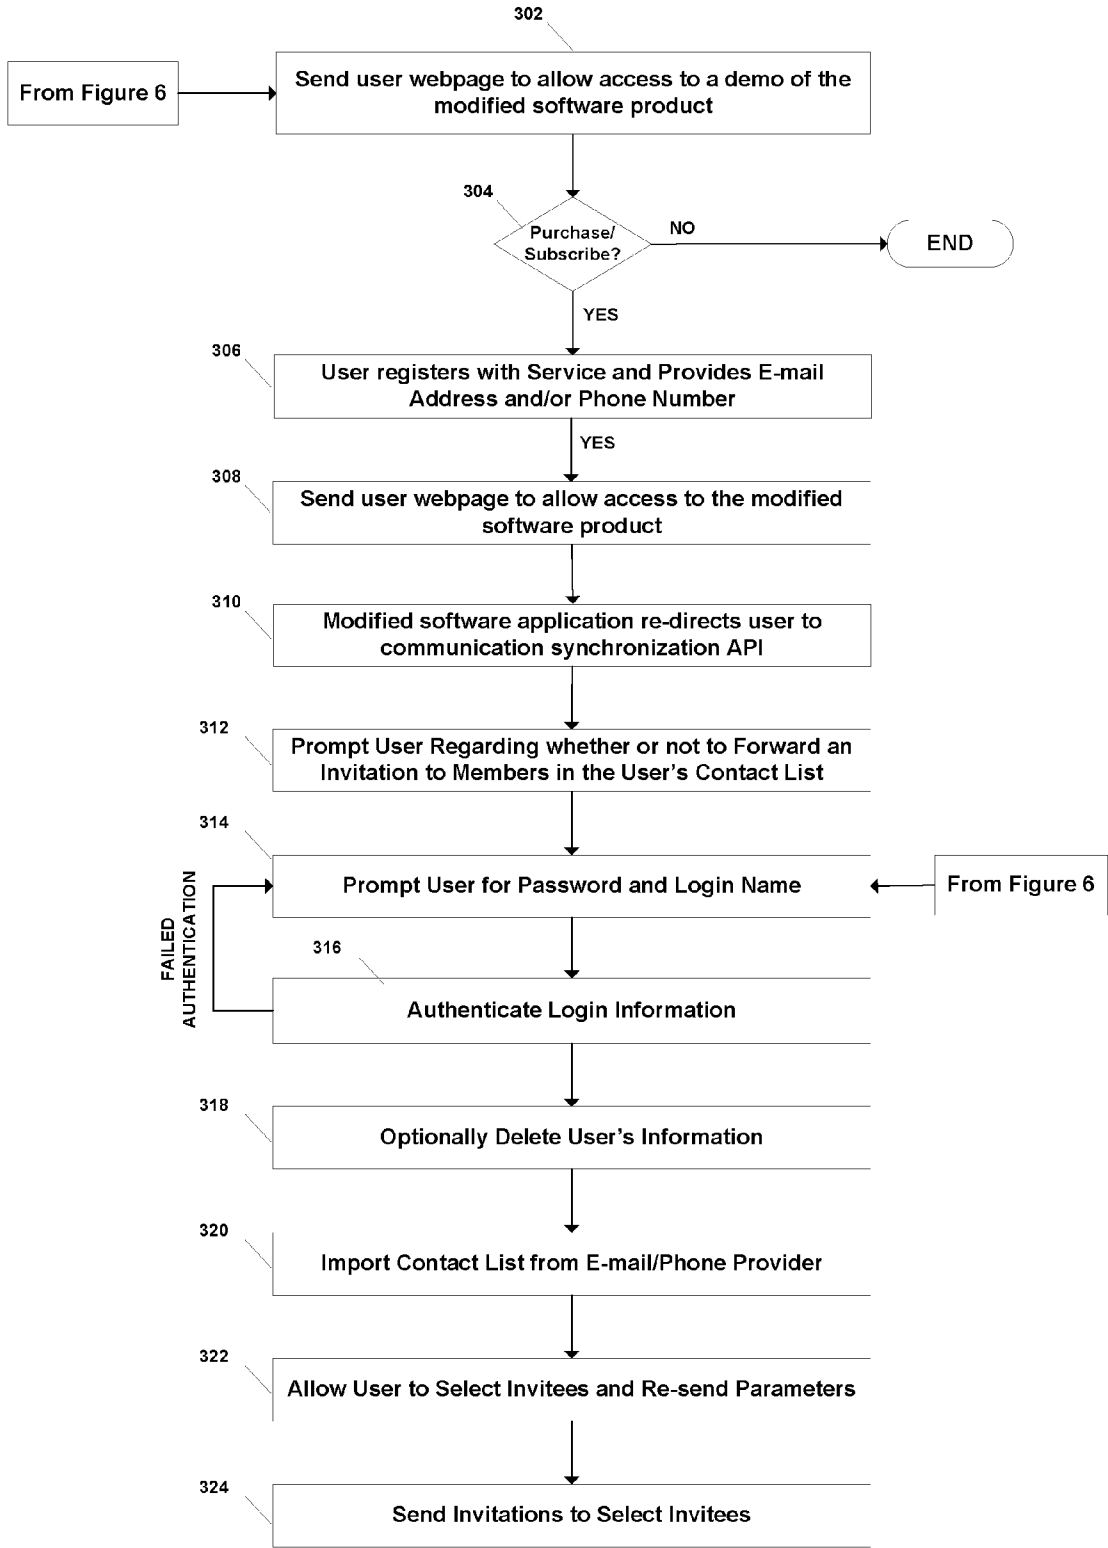 302
From Figure 6
Send user webpage to allow access to a demo of the
modified software product
304
Purchase/
Subscribe?
NO
END
YES
306
User registers with Service and Provides E-mail
Address and/or Phone Number
YES
308
Send user webpage to allow access to the modified
software product
310
Modified software application re-directs user to
communication synchronization API
312
Prompt User Regarding whether or not to Forward an
Invitation to Members in the User's Contact List
314
Prompt User for Password and Login Name
From Figure 6
FAILED
AUTHENTICATION
316
Authenticate Login Information
318
Optionally Delete User's Information
320
Import Contact List from E-mail/Phone Provider
322
Allow User to Select Invitees and Re-send Parameters
324
Send Invitations to Select Invitees